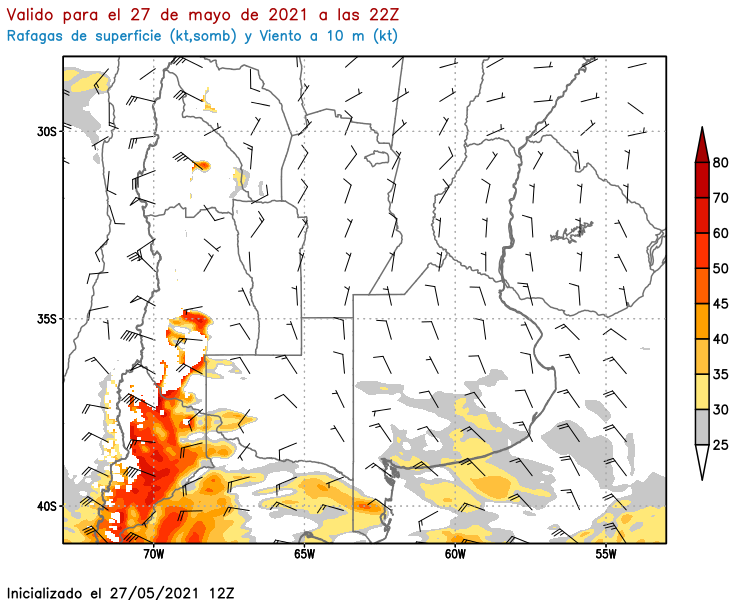 Valido para el 27 de mayo de 2021 a las 22Z
Rafagas de superficie (kt,somb) y Viento a 10 m (kt)
30S
35S
40S
70W
65W
60W
55W
80
70
60
50
45
40
35
30
25
Inicializado el 27/05/2021 12Z